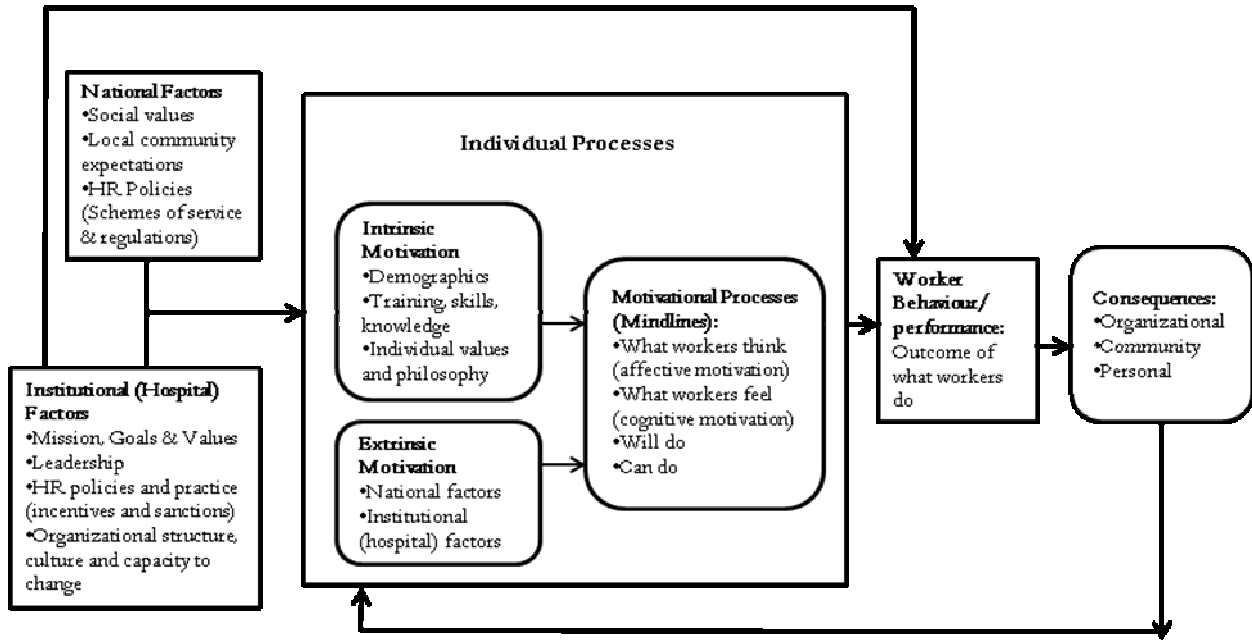 National Factors
•Social values
•Local community
expectations
•HR Policies
(Schemes of service
& regulations)
Institutional (Hospital)
Factors
•Mission, Goals & Values
•Leadership
•HR policies and practice
(incentives and sanctions)
•Organizational structure,
culture and capacity to
change
Individual Processes
Intrinsic
Motivation
•Demographics
•Training, skills,
knowledge
•Individual values
and philosophy
Extrinsic
Motivation
•National factors
•Institutional
(hospital) factors
Motivational Processes
(Mindlines):
•What workers think
(affective motivation)
•What workers feel
(cognitive motivation)
•Will do
•Can do
Worker
Behaviour/
performance:
Outcome of
what workers
do
Consequences:
•Organizational
•Community
•Personal